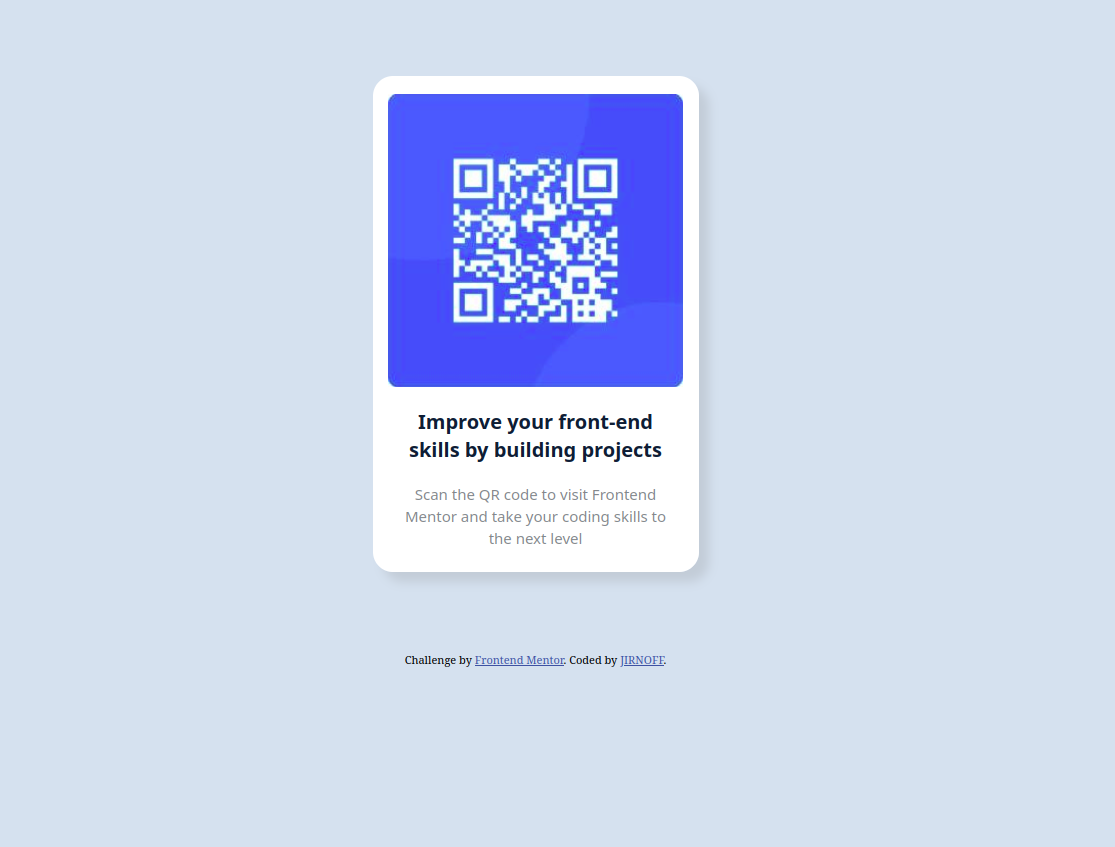 Improve your front-end
skills by building projects
Scan the QR code to visit Frontend
Mentor and take your coding skills to
the next level
Challenge by Frontend Mentor. Coded by JIRNOFF.